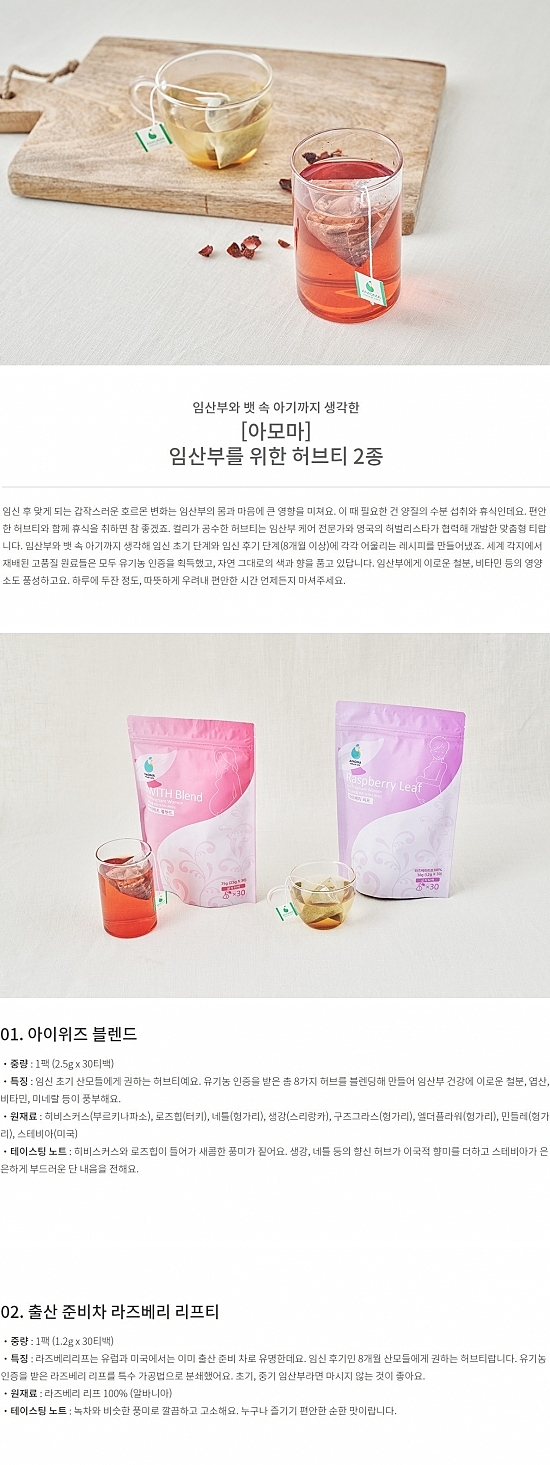 임산부와 뱃 속 아기까지 생각한
[아모마]
임산부를 위한 허브티 2종
임신 후 맞게 되는 갑작스러운 호르몬 변화는 임산부의 몸과 마음에 큰 영향을 미쳐요. 이 때 필요한 건 양질의 수분 섭취와 휴식인데요. 편안
한 허브티와 함께 휴식을 취하면 참 좋겠죠. 컬리가 공수한 허브티는 임산부 케어 전문가와 영국의 허벌리스타가 협력해 개발한 맞춤형 티랍
니다. 임산부와 뱃 속 아기까지 생각해 임신 초기 단계와 임신 후기 단계(8개월 이상)에 각각 어울리는 레시피를 만들어냈죠. 세계 각지에서
재배된 고품질 원료들은 모두 유기농 인증을 획득했고, 자연 그대로의 색과 향을 품고 있답니다. 임산부에게 이로운 철분, 비타민 등의 영양
소도 풍성하고요. 하루에 두잔 정도, 따뜻하게 우려내 편안한 시간 언제든지 마셔주세요.
WITH Blend
75g (2.5g X 30)
×30
Raspberry Leaf
36g (1.2g X 30)
×30
01. 아이위즈 블렌드
・중량 : 1팩 (2.5g x 30티백)
・특징 : 임신 초기 산모들에게 권하는 허브티예요. 유기농 인증을 받은 총 8가지 허브를 블렌딩해 만들어 임산부 건강에 이로운 철분, 엽산,
비타민, 미네랄 등이 풍부해요.
・원재료 : 히비스커스(부르키나파소), 로즈힙(터키), 네틀(헝가리), 생강(스리랑카), 구즈그라스(헝가리), 엘더플라워(헝가리), 민들레(헝가
리), 스테비아(미국)
・테이스팅 노트 : 히비스커스와 로즈힙이 들어가 새콤한 풍미가 짙어요. 생강, 네틀 등의 향신 허브가 이국적 향미를 더하고 스테비아가 은
은하게 부드러운 단 내음을 전해요.
02. 출산 준비차 라즈베리 리프티
・중량 : 1팩 (1.2g x 30티백)
・특징 : 라즈베리리프는 유럽과 미국에서는 이미 출산 준비 차로 유명한데요. 임신 후기인 8개월 산모들에게 권하는 허브티랍니다. 유기농
인증을 받은 라즈베리 리프를 특수 가공법으로 분쇄했어요. 초기, 중기 임산부라면 마시지 않는 것이 좋아요.
・원재료 : 라즈베리 리프 100% (알바니아)
・테이스팅 노트 : 녹차와 비슷한 풍미로 깔끔하고 고소해요. 누구나 즐기기 편안한 순한 맛이랍니다.